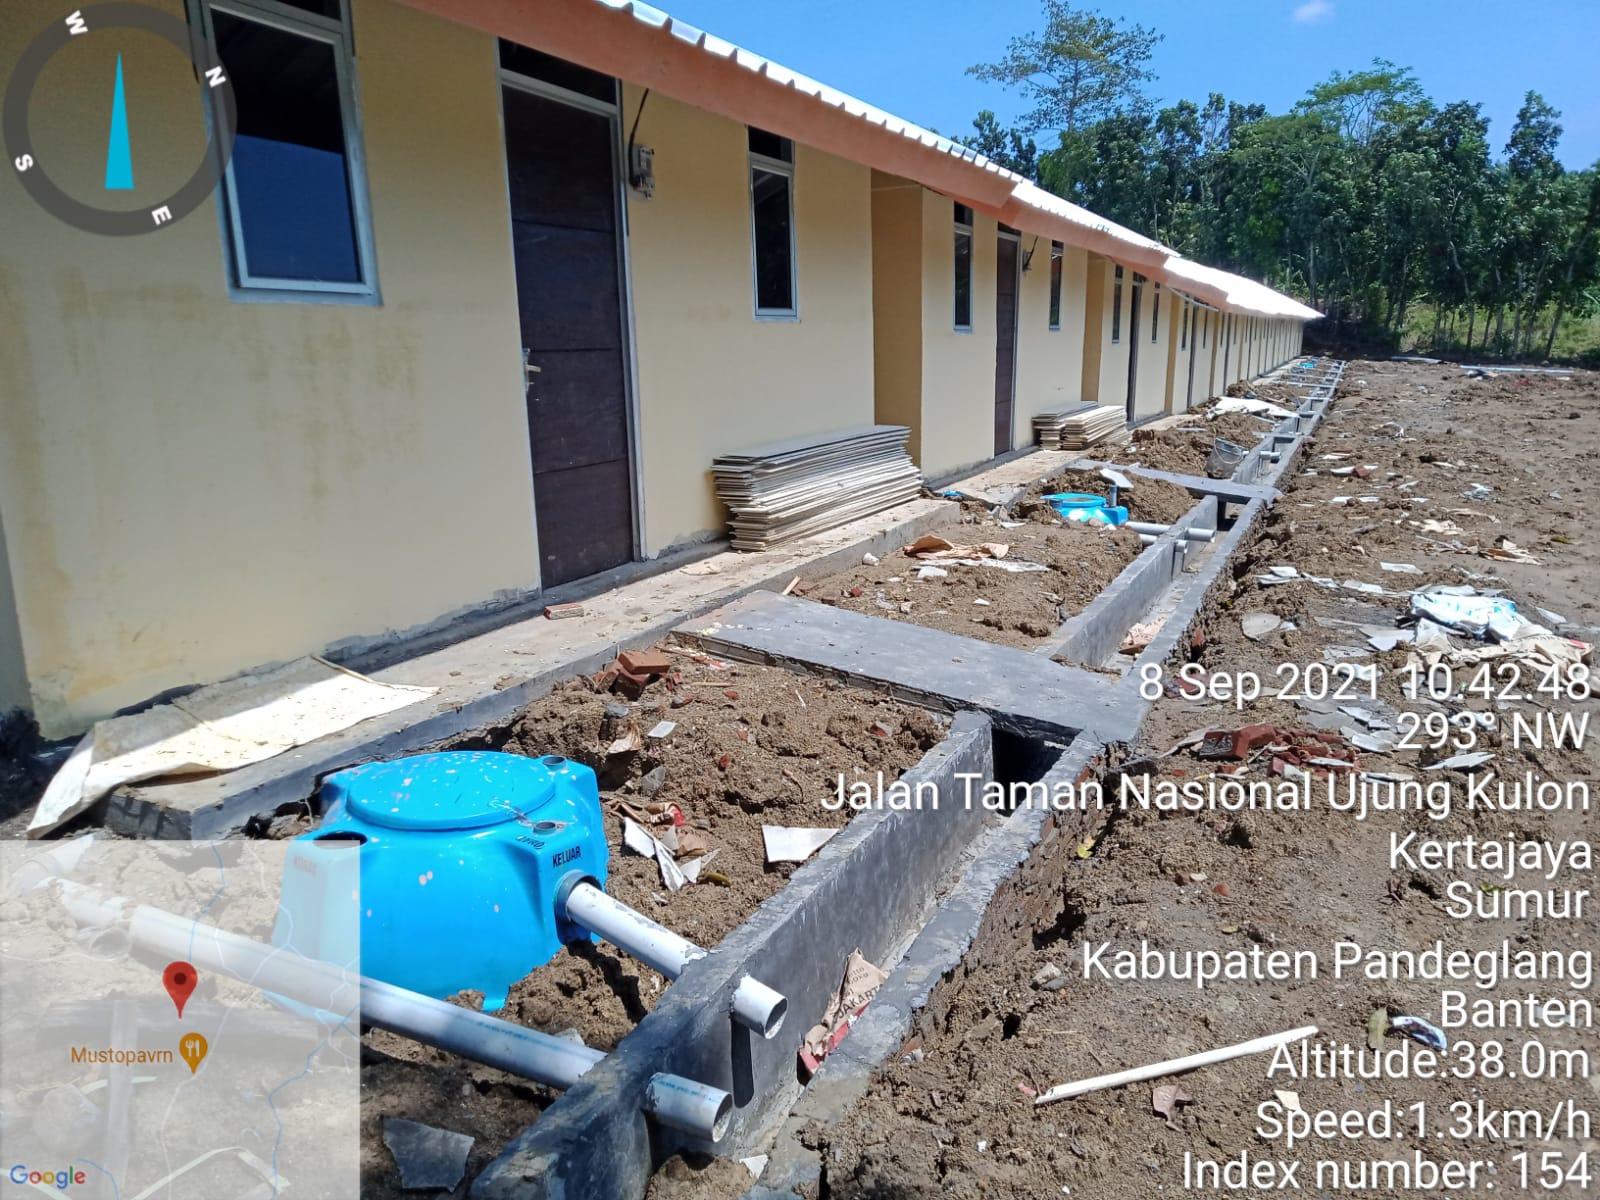 W
N
S
E
KELUAR
JAKARTA
8 Sep 2021 10.42.48
293° NW
Jalan Taman Nasional Ujung Kulon
Kertajaya
Sumur
Kabupaten Pandeglang
Banten
Altitude:38.0m
Speed:1.3km/h
Index number: 154
Mustopavrn
Google